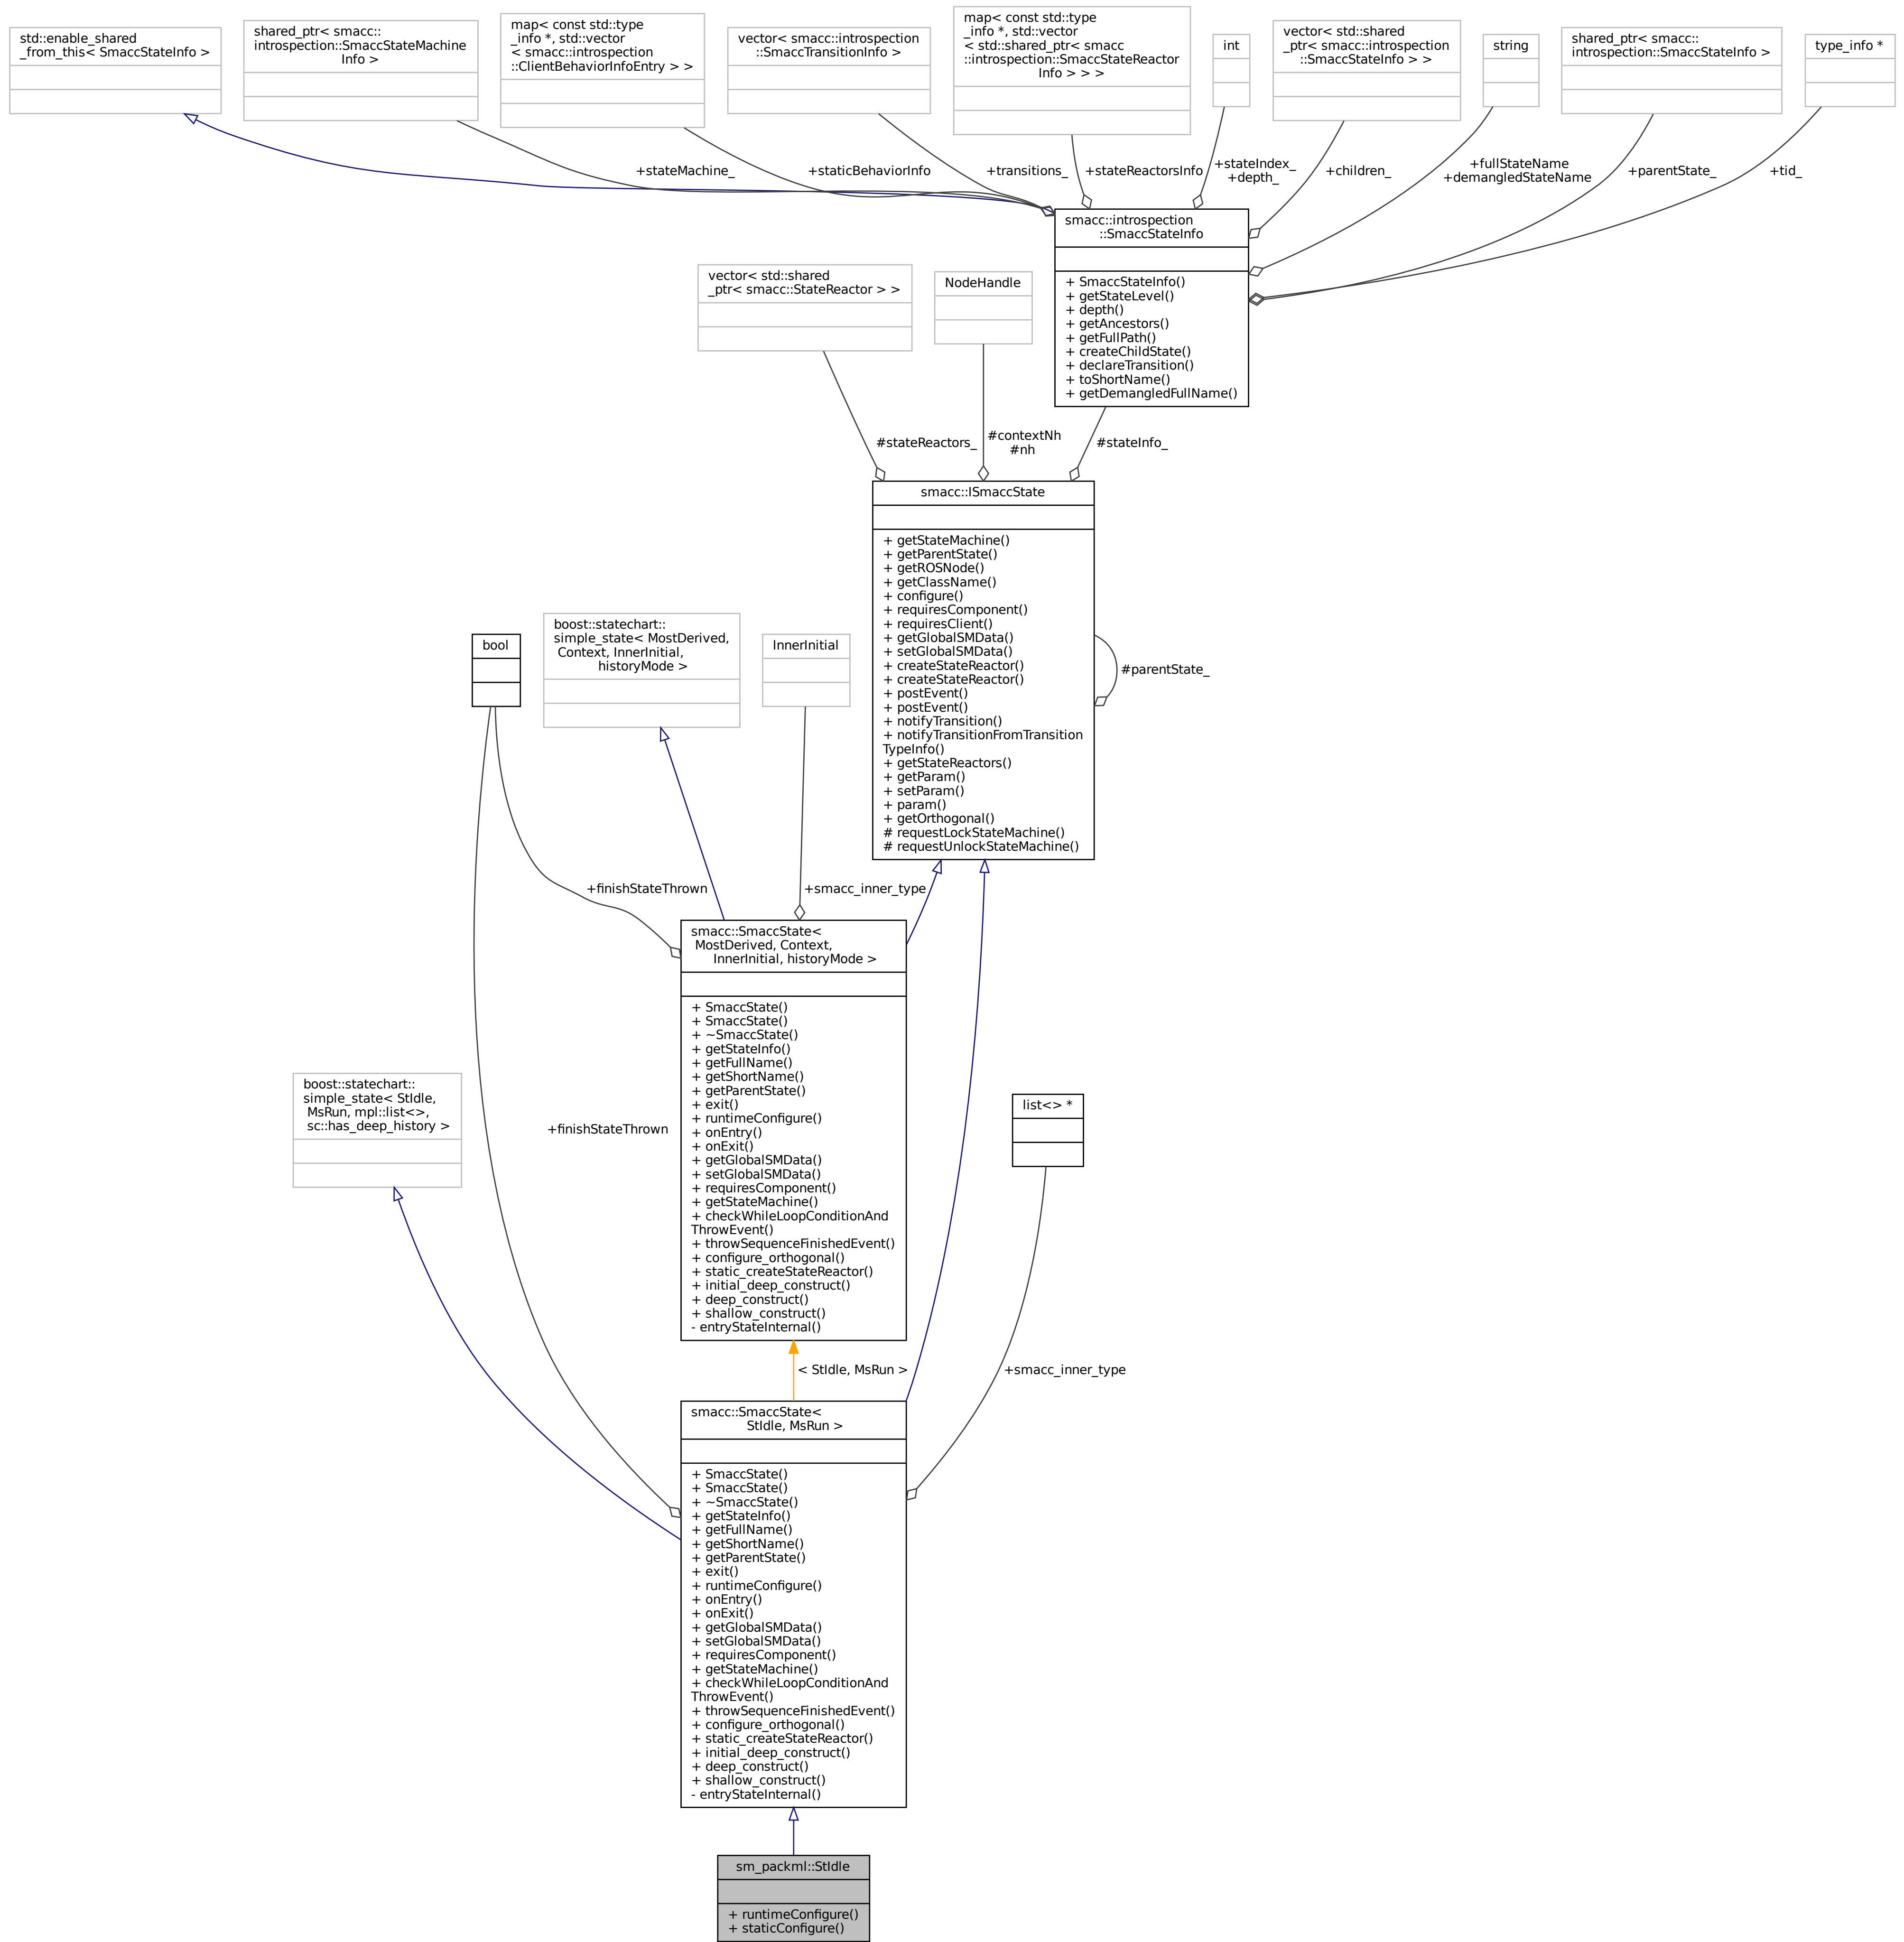 std::enable_shared
_from_this< SmaccStateInfo >
shared_ptr< smacc::
introspection::SmaccStateMachine
Info >
map< const std::type
_info *, std::vector
< smacc::introspection
::ClientBehaviorInfoEntry > >
vector< smacc::introspection
::SmaccTransitionInfo >
map< const std::type
_info *, std::vector
< std::shared_ptr< smacc
::introspection::SmaccStateReactor
Info > > >
int
vector< std::shared
_ptr< smacc::introspection
::SmaccStateInfo > >
string
shared_ptr< smacc::
introspection::SmaccStateInfo >
type_info *
+stateMachine_
+staticBehaviorInfo
+transitions_
+stateReactorsInfo
+stateIndex_
+depth_
+children_
+fullStateName
+demangledStateName
+parentState_
+tid_
smacc::introspection
::SmaccStateInfo
+ SmaccStateInfo()
+ getStateLevel()
+ depth()
+ getAncestors()
+ getFullPath()
+ createChildState()
+ declareTransition()
+ toShortName()
+ getDemangledFullName()
vector< std::shared
_ptr< smacc::StateReactor > >
NodeHandle
#stateReactors_
#contextNh
#nh
#stateInfo_
smacc::ISmaccState
+ getStateMachine()
+ getParentState()
+ getROSNode()
+ getClassName()
+ configure()
+ requiresComponent()
+ requiresClient()
+ getGlobalSMData()
+ setGlobalSMData()
+ createStateReactor()
+ createStateReactor()
+ postEvent()
+ postEvent()
+ notifyTransition()
+ notifyTransitionFromTransition
TypeInfo()
+ getStateReactors()
+ getParam()
+ setParam()
+ param()
+ getOrthogonal()
# requestLockStateMachine()
# requestUnlockStateMachine()
#parentState_
bool
boost::statechart::
simple_state< MostDerived,
Context, InnerInitial,
historyMode >
InnerInitial
+finishStateThrown
+smacc_inner_type
smacc::SmaccState<
MostDerived, Context,
InnerInitial, historyMode >
+ SmaccState()
+ SmaccState()
+ ~SmaccState()
+ getStateInfo()
+ getFullName()
+ getShortName()
+ getParentState()
+ exit()
+ runtimeConfigure()
+ onEntry()
+ onExit()
+ getGlobalSMData()
+ setGlobalSMData()
+ requiresComponent()
+ getStateMachine()
+ checkWhileLoopConditionAnd
ThrowEvent()
+ throwSequenceFinishedEvent()
+ configure_orthogonal()
+ static_createStateReactor()
+ initial_deep_construct()
+ deep_construct()
+ shallow_construct()
- entryStateInternal()
boost::statechart::
simple_state< StIdle,
MsRun, mpl::list<>,
sc::has_deep_history >
+finishStateThrown
list<> *
< StIdle, MsRun >
+smacc_inner_type
smacc::SmaccState<
StIdle, MsRun >
+ SmaccState()
+ SmaccState()
+ ~SmaccState()
+ getStateInfo()
+ getFullName()
+ getShortName()
+ getParentState()
+ exit()
+ runtimeConfigure()
+ onEntry()
+ onExit()
+ getGlobalSMData()
+ setGlobalSMData()
+ requiresComponent()
+ getStateMachine()
+ checkWhileLoopConditionAnd
ThrowEvent()
+ throwSequenceFinishedEvent()
+ configure_orthogonal()
+ static_createStateReactor()
+ initial_deep_construct()
+ deep_construct()
+ shallow_construct()
- entryStateInternal()
sm_packml::StIdle
+ runtimeConfigure()
+ staticConfigure()